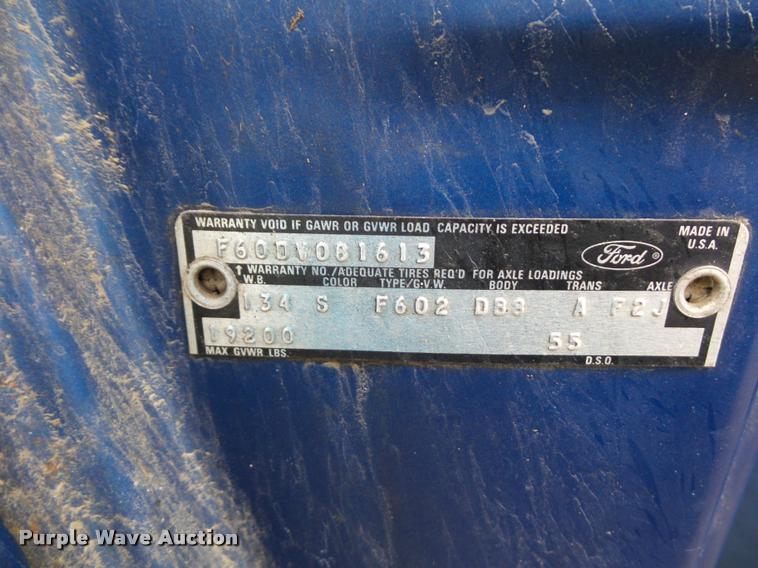 WARRANTY VOID IF GAWR OR GVWR LOAD CAPACITY IS EXCEEDED
MADE IN
U.S.A.
F60DV081613
Ford ®
↑ WARRANTY NO./ADEQUATE TIRES REQ'D FOR AXLE LOADINGS
W.B. COLOR TYPE/G.V.W. BODY TRANS AXLE
134 S F602 D83 A F2J
19200 55
MAX GVWR LBS. D.S.O.
Purple Wave Auction